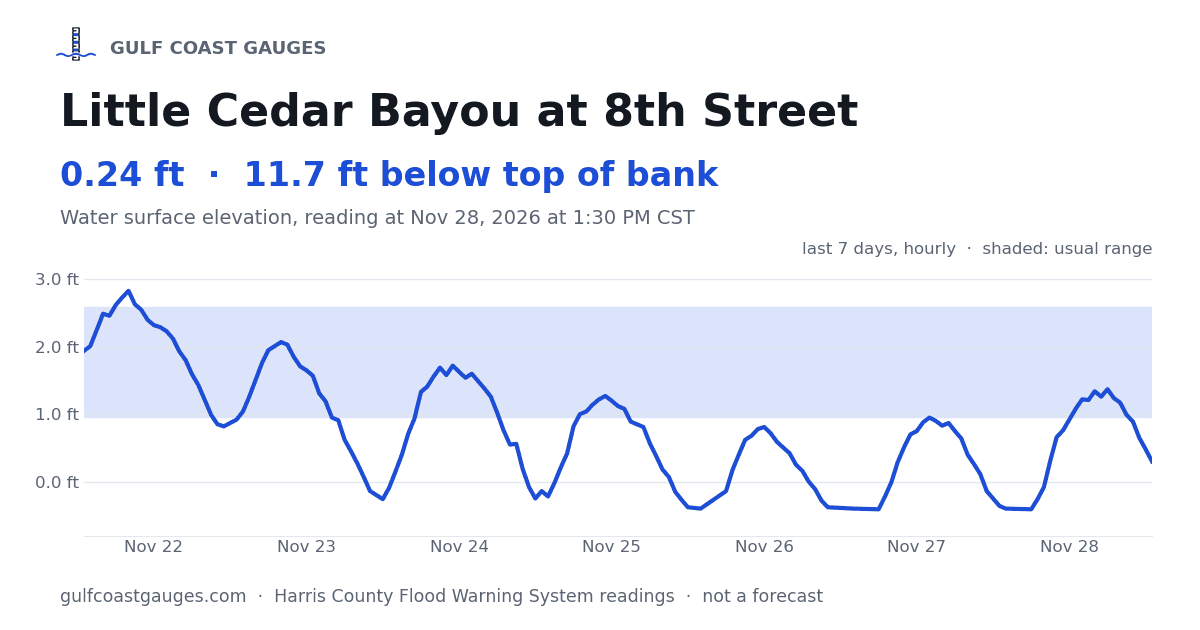 GULF COAST GAUGES
Little Cedar Bayou at 8th Street
0.24 ft · 11.7 ft below top of bank
Water surface elevation, reading at Nov 28, 2026 at 1:30 PM CST
last 7 days, hourly · shaded: usual range
3.0 ft
2.0 ft
1.0 ft
0.0 ft
Nov 22 Nov 23 Nov 24 Nov 25 Nov 26 Nov 27 Nov 28
gulfcoastgauges.com · Harris County Flood Warning System readings · not a forecast